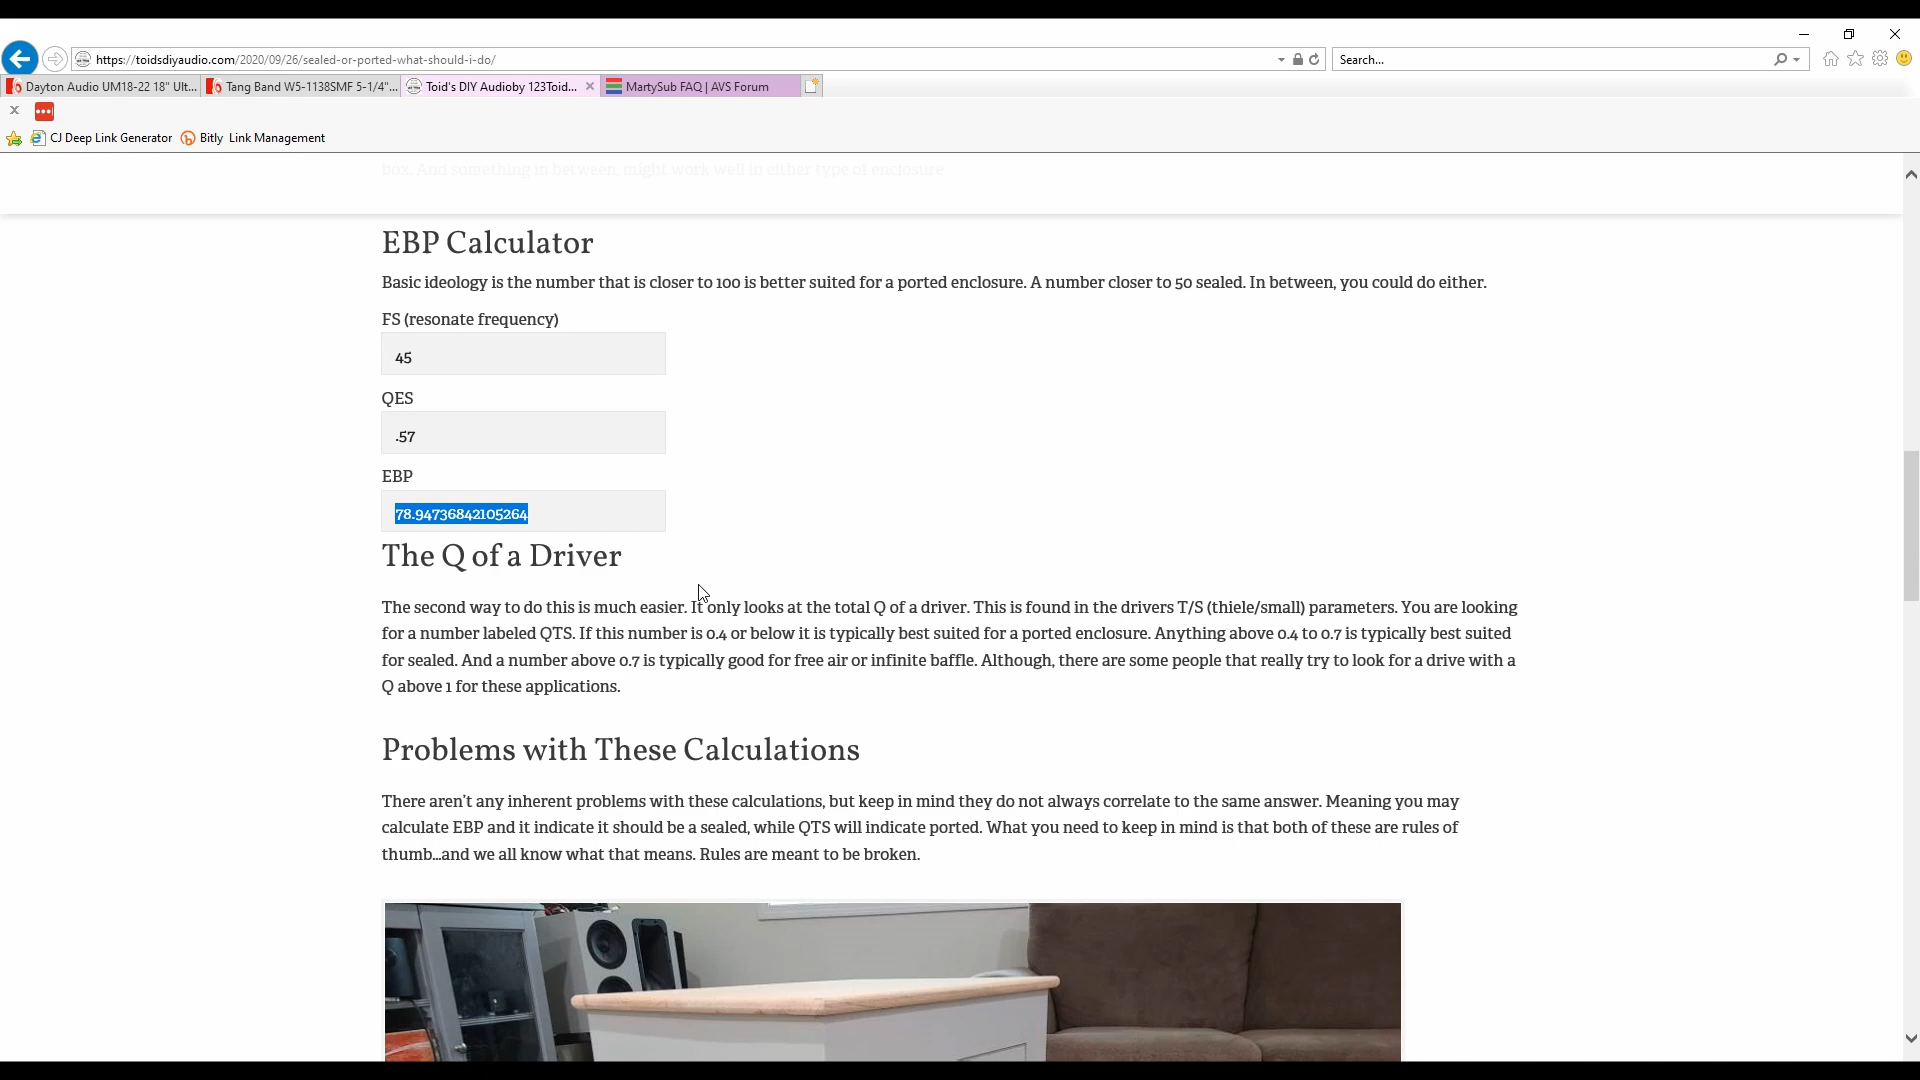 https://toidsdiyaudio.com/2020/09/26/sealed-or-ported-what-should-i-do/
Search...
Dayton Audio UM18-22 18" Ult...
Tang Band W5-1138SMF 5-1/4"...
Toid's DIY Audioby 123Toid...
MartySub FAQ | AVS Forum
CJ Deep Link Generator
Bitly Link Management
box. And something in between, might work well in either type of enclosure
EBP Calculator
Basic ideology is the number that is closer to 100 is better suited for a ported enclosure. A number closer to 50 sealed. In between, you could do either.
FS (resonate frequency)
45
QES
.57
EBP
78.94736842105264
The Q of a Driver
The second way to do this is much easier. It only looks at the total Q of a driver. This is found in the drivers T/S (thiele/small) parameters. You are looking
for a number labeled QTS. If this number is 0.4 or below it is typically best suited for a ported enclosure. Anything above 0.4 to 0.7 is typically best suited
for sealed. And a number above 0.7 is typically good for free air or infinite baffle. Although, there are some people that really try to look for a drive with a
Q above 1 for these applications.
Problems with These Calculations
There aren't any inherent problems with these calculations, but keep in mind they do not always correlate to the same answer. Meaning you may
calculate EBP and it indicate it should be a sealed, while QTS will indicate ported. What you need to keep in mind is that both of these are rules of
thumb...and we all know what that means. Rules are meant to be broken.